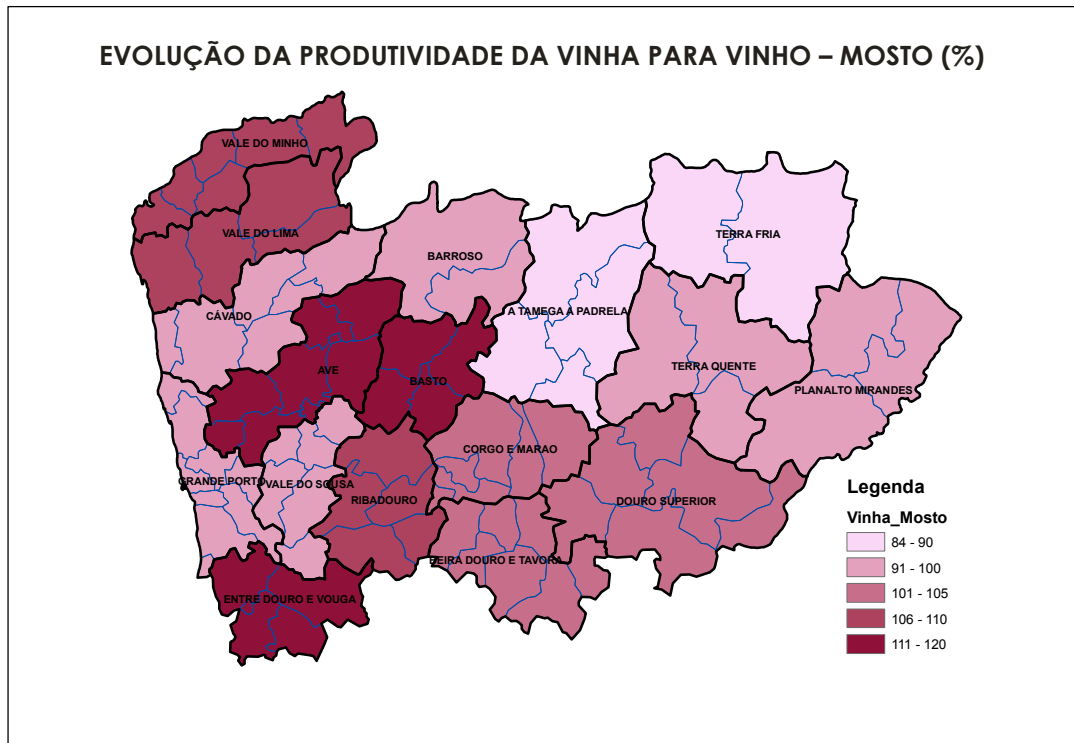 EVOLUÇÃO DA PRODUTIVIDADE DA VINHA PARA VINHO – MOSTO (%)
VALE DO MINHO
VALE DO LIMA
TERRA FRIA
BARROSO
A TAMEGA A PADRELA
CÁVADO
AVE
BASTO
TERRA QUENTE
PLANALTO MIRANDES
CORGO E MARAO
GRANDE PORTO
VALE DO SOUSA
RIBADOURO
DOURO SUPERIOR
BEIRA DOURO E TAVORA
ENTRE DOURO E VOUGA
Legenda
Vinha_Mosto
84 - 90
91 - 100
101 - 105
106 - 110
111 - 120